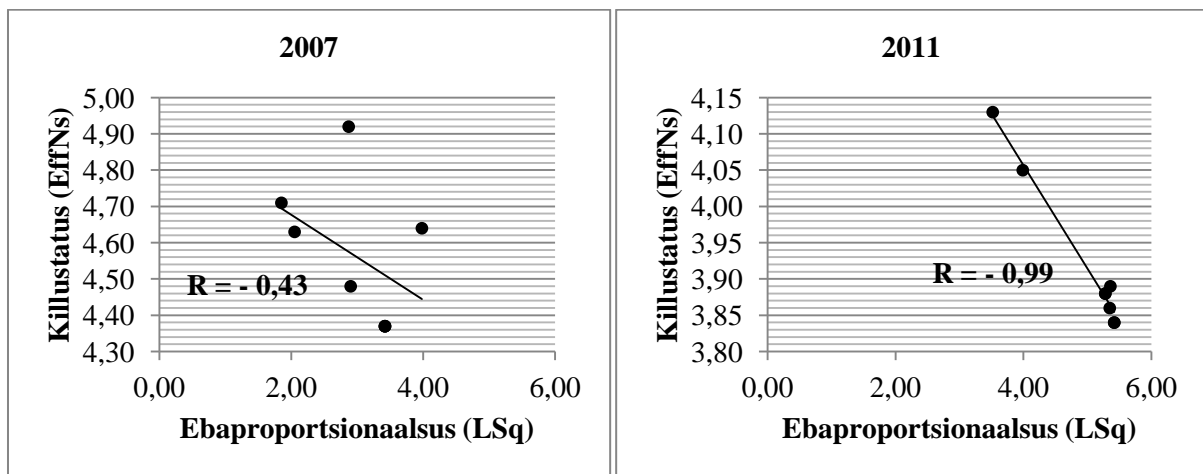 2007
Killustatus (EffNs)
5,00
4,90
4,80
4,70
4,60
4,50
4,40
4,30
R = - 0,43
0,00 2,00 4,00 6,00
Ebaproportsionaalsus (LSq)
2011
Killustatus (EffNs)
4,15
4,10
4,05
4,00
3,95
3,90
3,85
3,80
R = - 0,99
0,00 2,00 4,00 6,00
Ebaproportsionaalsus (LSq)